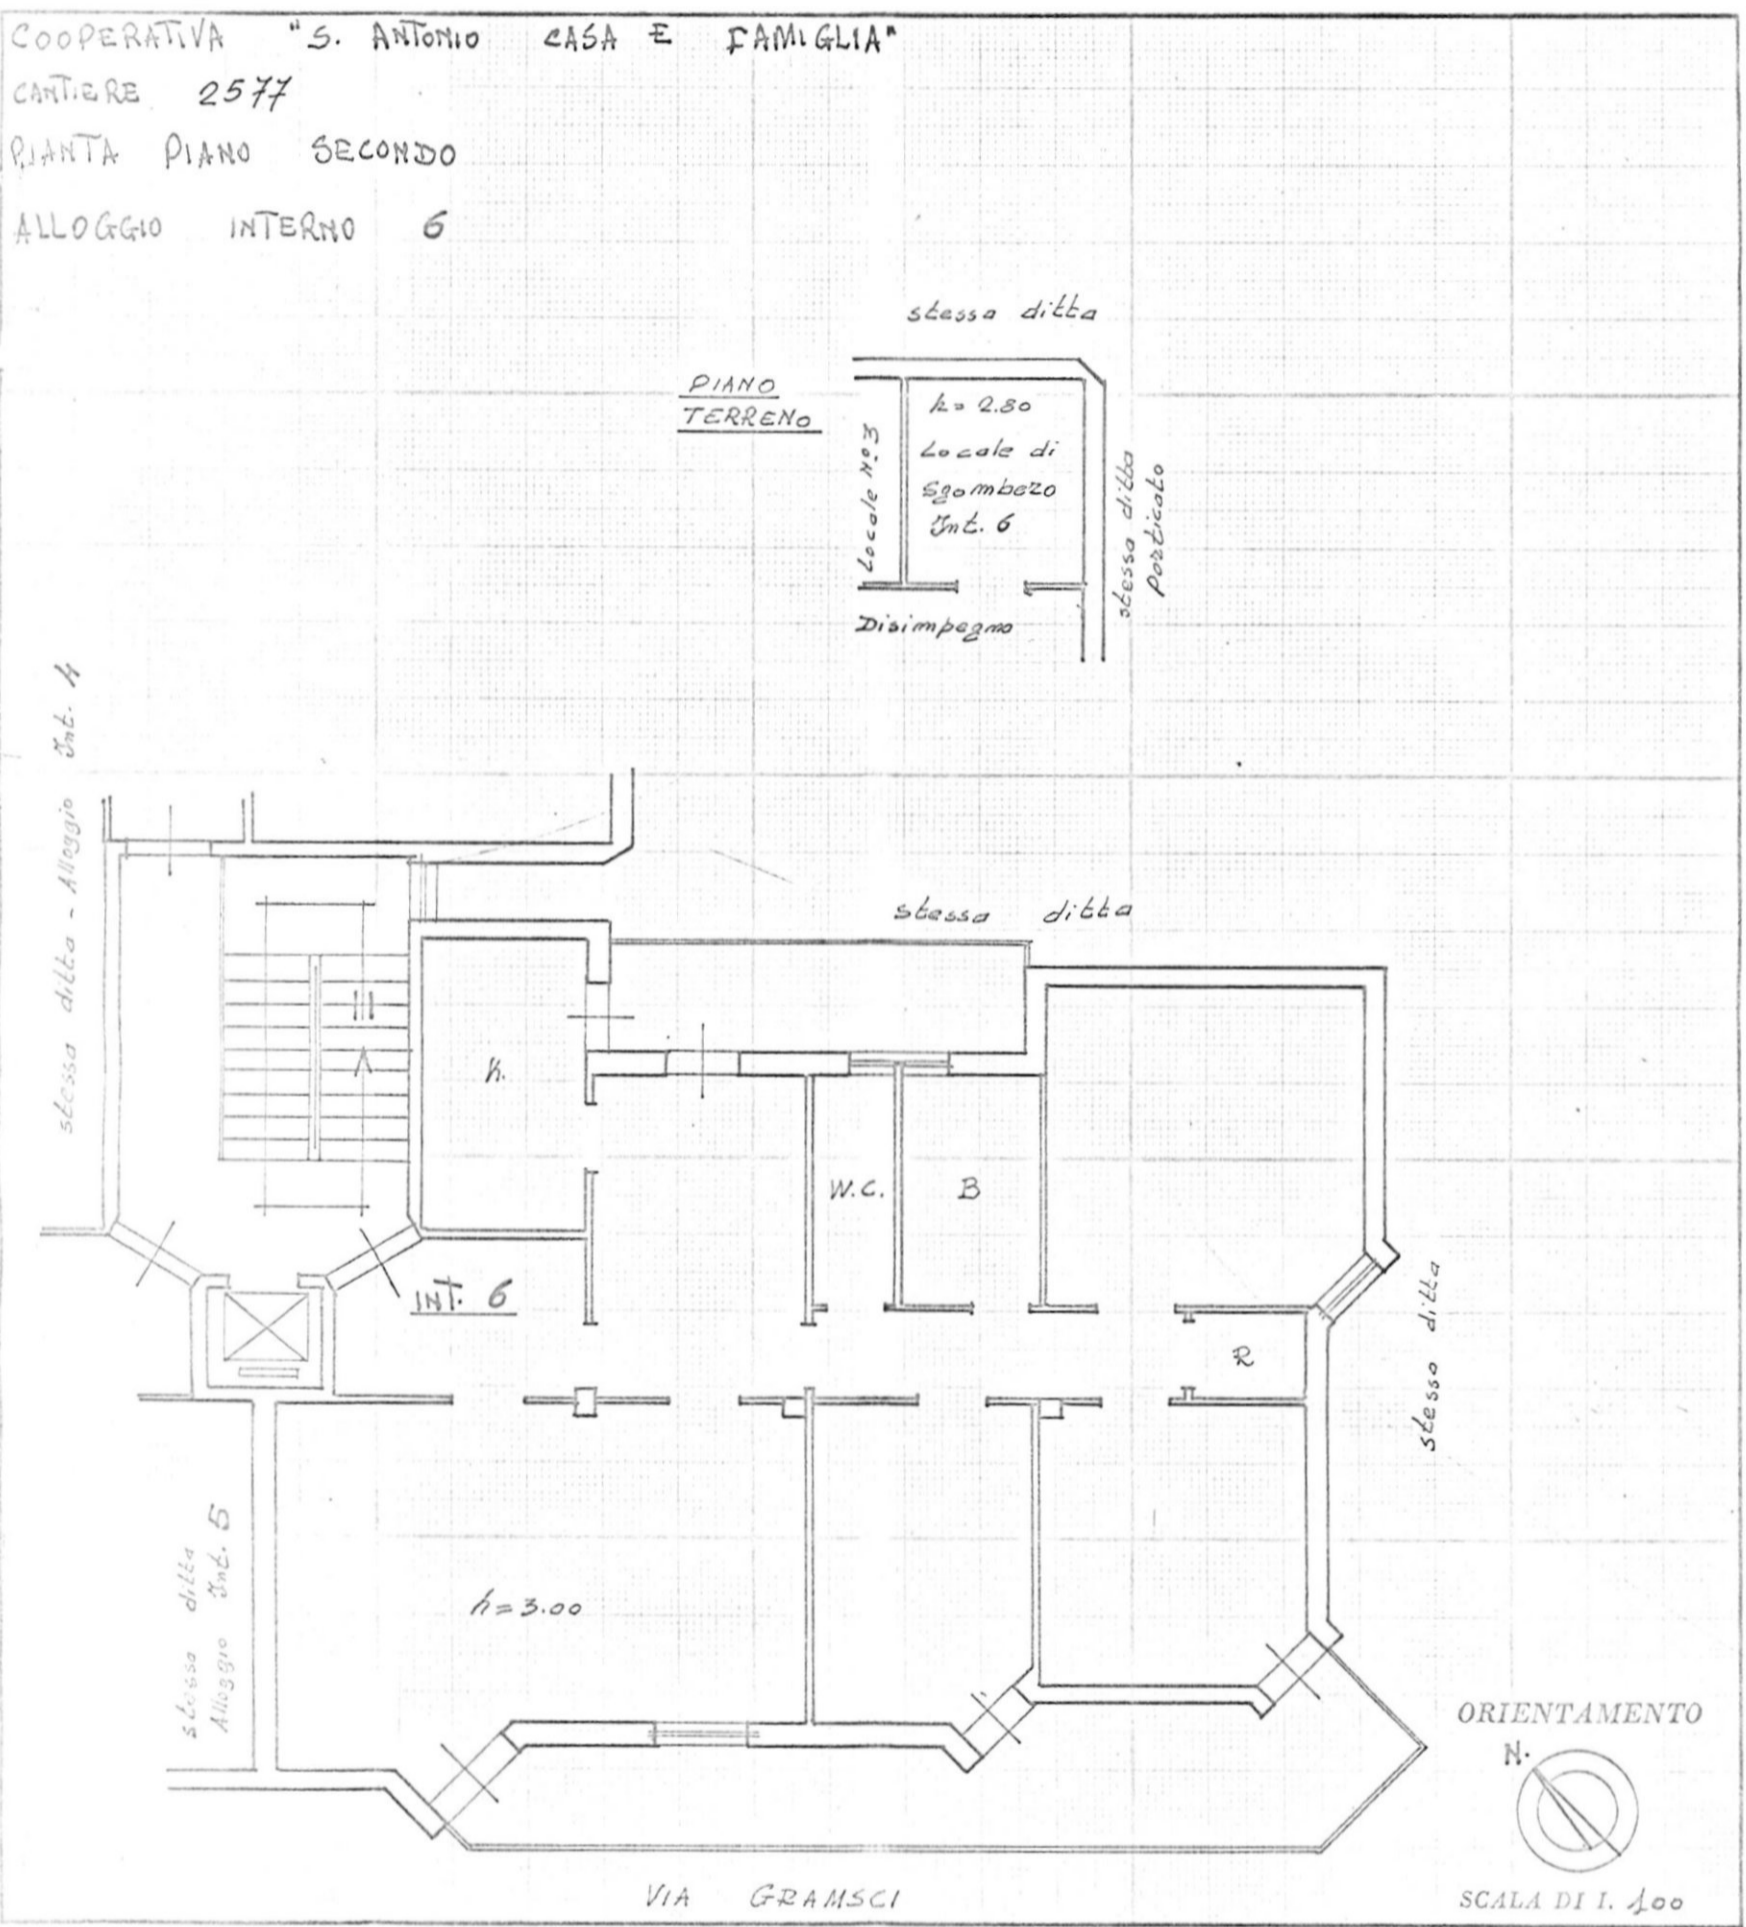 COOPERATIVA "S. ANTONIO CASA E FAMIGLIA"
CANTIERE 2577
PIANTA PIANO SECONDO
ALLOGGIO INTERNO 6
stessa ditta
PIANO
TERRENO
h= 2.80
Locale di
Sgombero
Int. 6
Locale No. 3
stessa ditta
Porticato
Disimpegno
stessa ditta - Alloggio Int. 4
stessa ditta
K.
W.C.
B
INT. 6
R
stessa ditta
stessa ditta
Alloggio Int. 5
h=3.00
ORIENTAMENTO
N.
VIA GRAMSCI
SCALA DI 1. 100